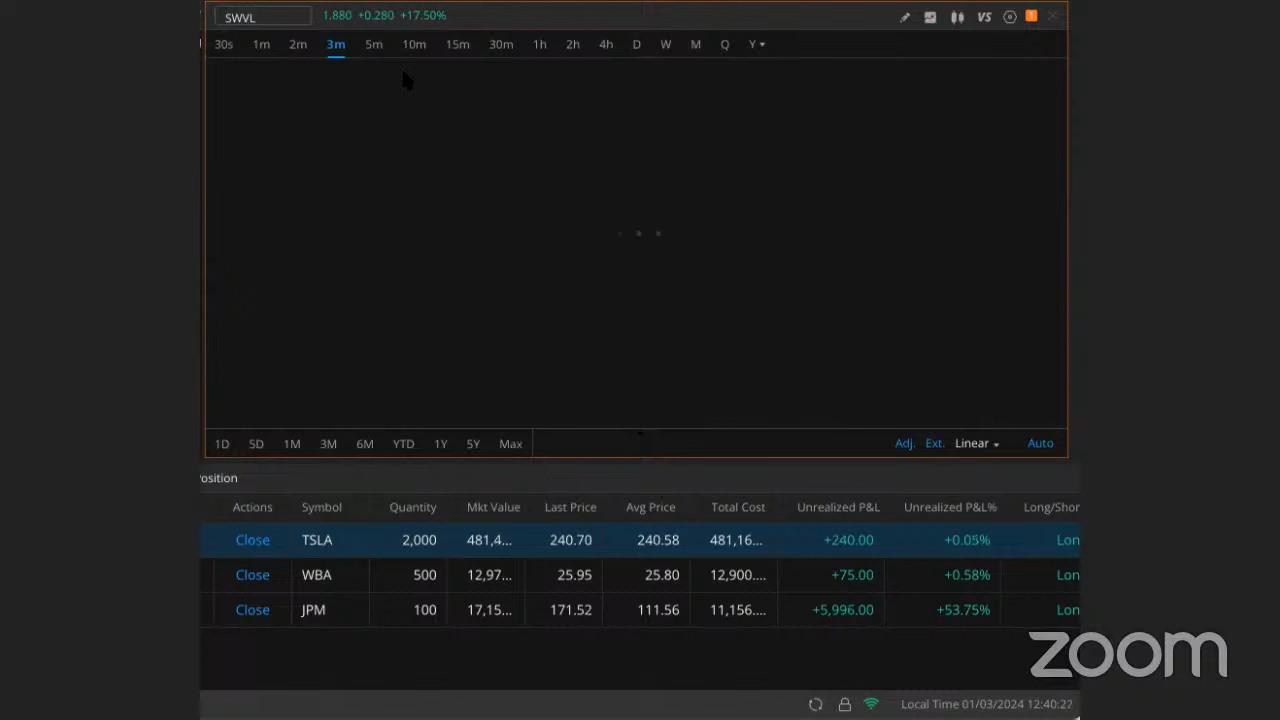 SWVL 1.880 +0.280 +17.50% VS 1
30s 1m 2m 3m 5m 10m 15m 30m 1h 2h 4h D W M Q Y
1D 5D 1M 3M 6M YTD 1Y 5Y Max Adj. Ext. Linear Auto
osition
Actions Symbol Quantity Mkt Value Last Price Avg Price Total Cost Unrealized P&L Unrealized P&L% Long/Shor
Close TSLA 2,000 481,4... 240.70 240.58 481,16... +240.00 +0.05% Lon
Close WBA 500 12,97... 25.95 25.80 12,900.... +75.00 +0.58% Lon
Close JPM 100 17,15... 171.52 111.56 11,156.... +5,996.00 +53.75% Lon
zoom
Local Time 01/03/2024 12:40:27